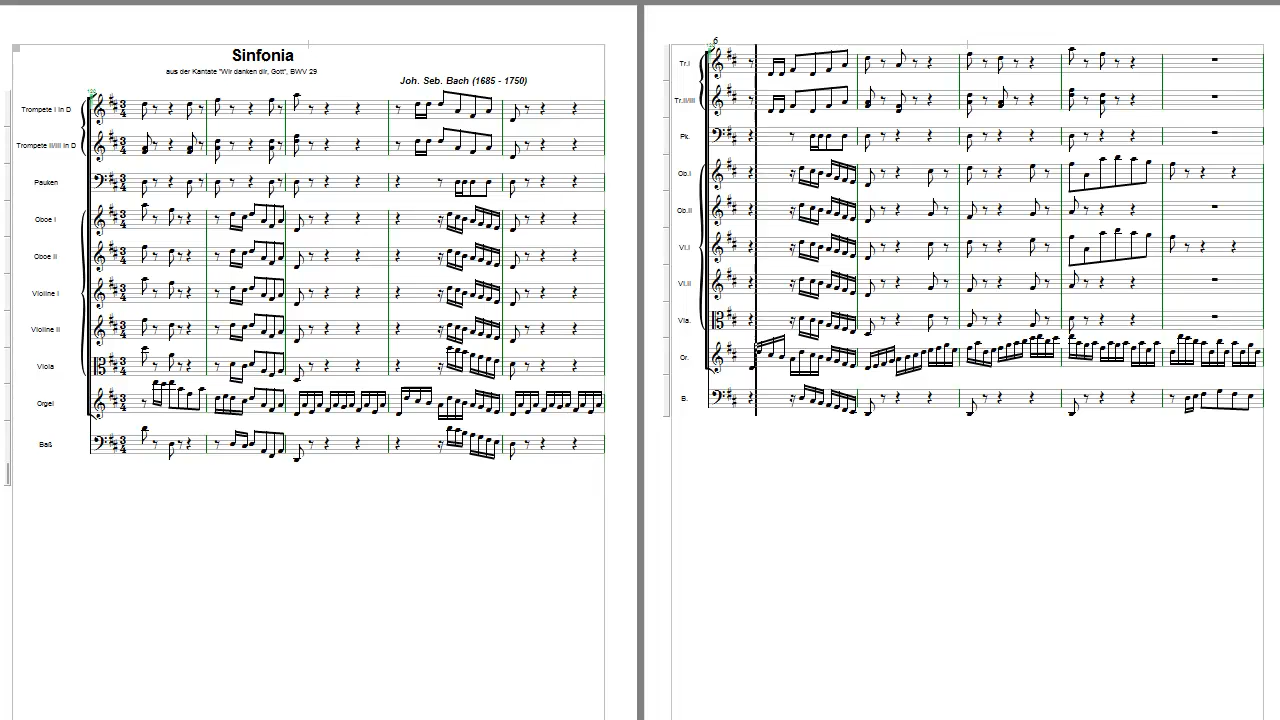 Sinfonia
aus der Kantate "Wir danken dir, Gott", BWV 29
Joh. Seb. Bach (1685 - 1750)
120
Trompete I in D
Trompete II/III in D
Pauken
Oboe I
Oboe II
Violine I
Violine II
Viola
Orgel
Baß
6
Tr.I
Tr.II/III
Pk.
Ob.I
Ob.II
Vl.I
Vl.II
Vla.
Or.
B.